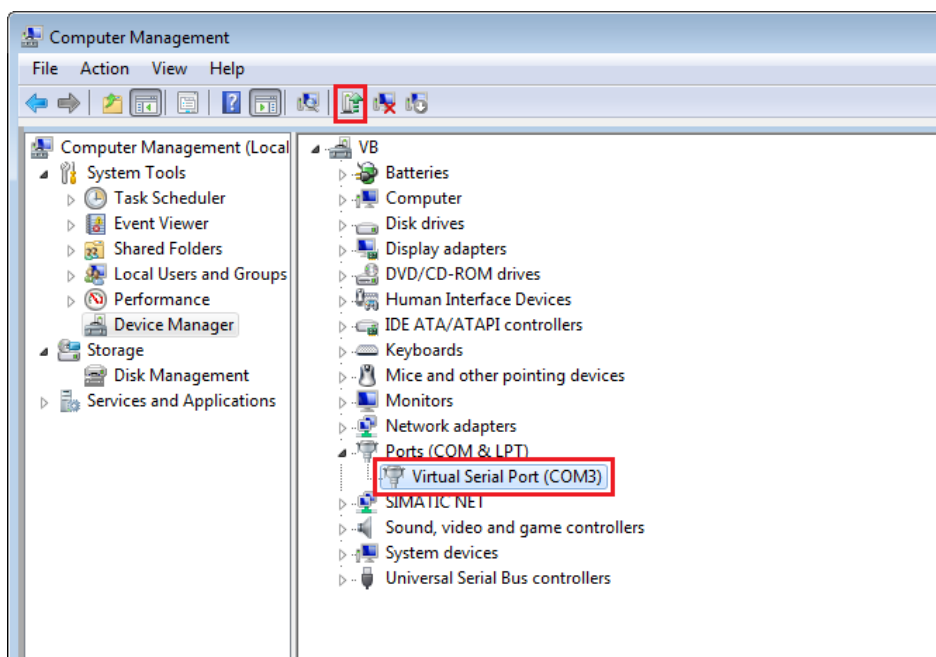 Computer Management
File Action View Help
Computer Management (Local
System Tools
Task Scheduler
Event Viewer
Shared Folders
Local Users and Groups
Performance
Device Manager
Storage
Disk Management
Services and Applications
VB
Batteries
Computer
Disk drives
Display adapters
DVD/CD-ROM drives
Human Interface Devices
IDE ATA/ATAPI controllers
Keyboards
Mice and other pointing devices
Monitors
Network adapters
Ports (COM & LPT)
Virtual Serial Port (COM3)
SIMATIC NET
Sound, video and game controllers
System devices
Universal Serial Bus controllers